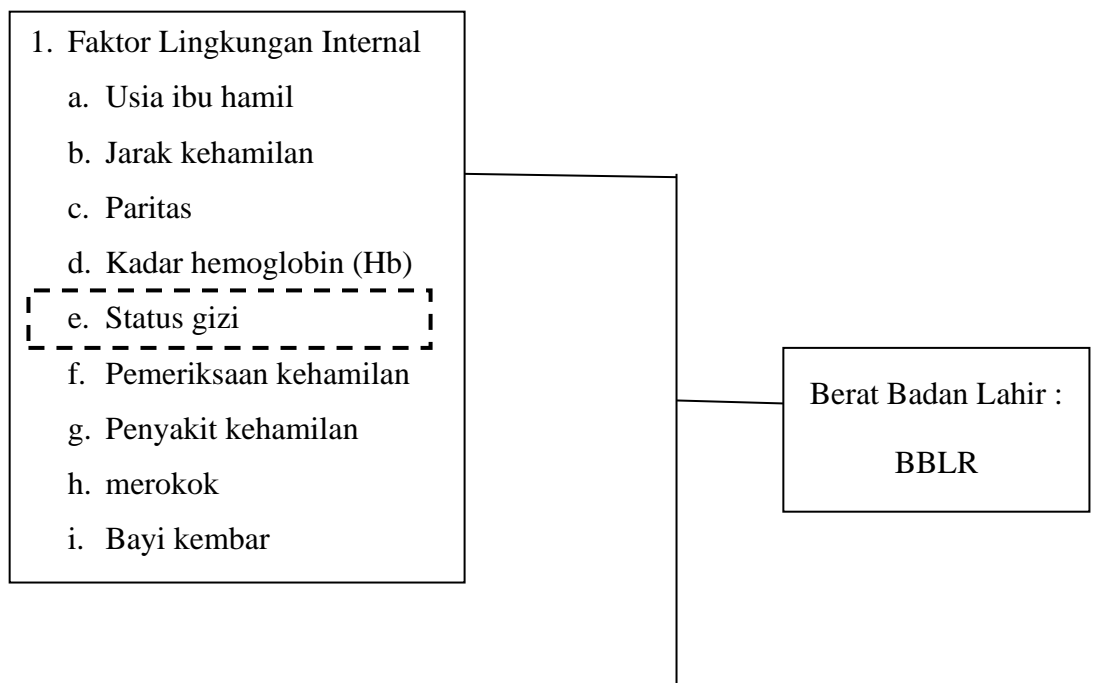 1. Faktor Lingkungan Internal
a. Usia ibu hamil
b. Jarak kehamilan
c. Paritas
d. Kadar hemoglobin (Hb)
e. Status gizi
f. Pemeriksaan kehamilan
g. Penyakit kehamilan
h. merokok
i. Bayi kembar
Berat Badan Lahir :
BBLR